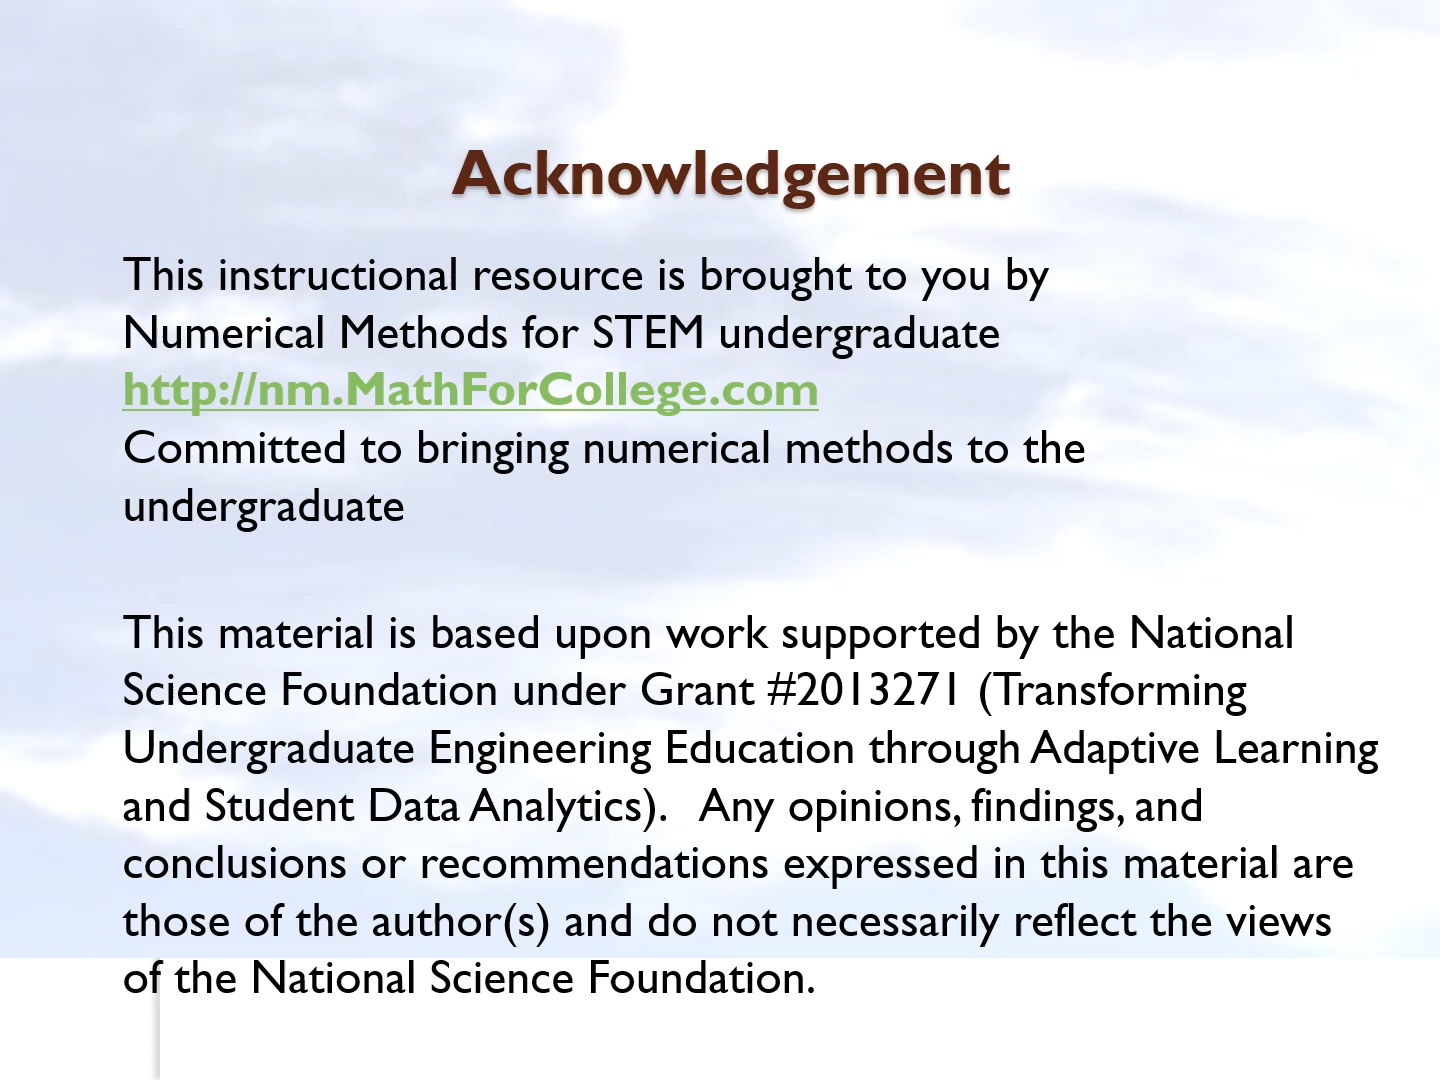 Acknowledgement
This instructional resource is brought to you by
Numerical Methods for STEM undergraduate
http://nm.MathForCollege.com
Committed to bringing numerical methods to the
undergraduate
This material is based upon work supported by the National
Science Foundation under Grant #2013271 (Transforming
Undergraduate Engineering Education through Adaptive Learning
and Student Data Analytics).   Any opinions, findings, and
conclusions or recommendations expressed in this material are
those of the author(s) and do not necessarily reflect the views
of the National Science Foundation.